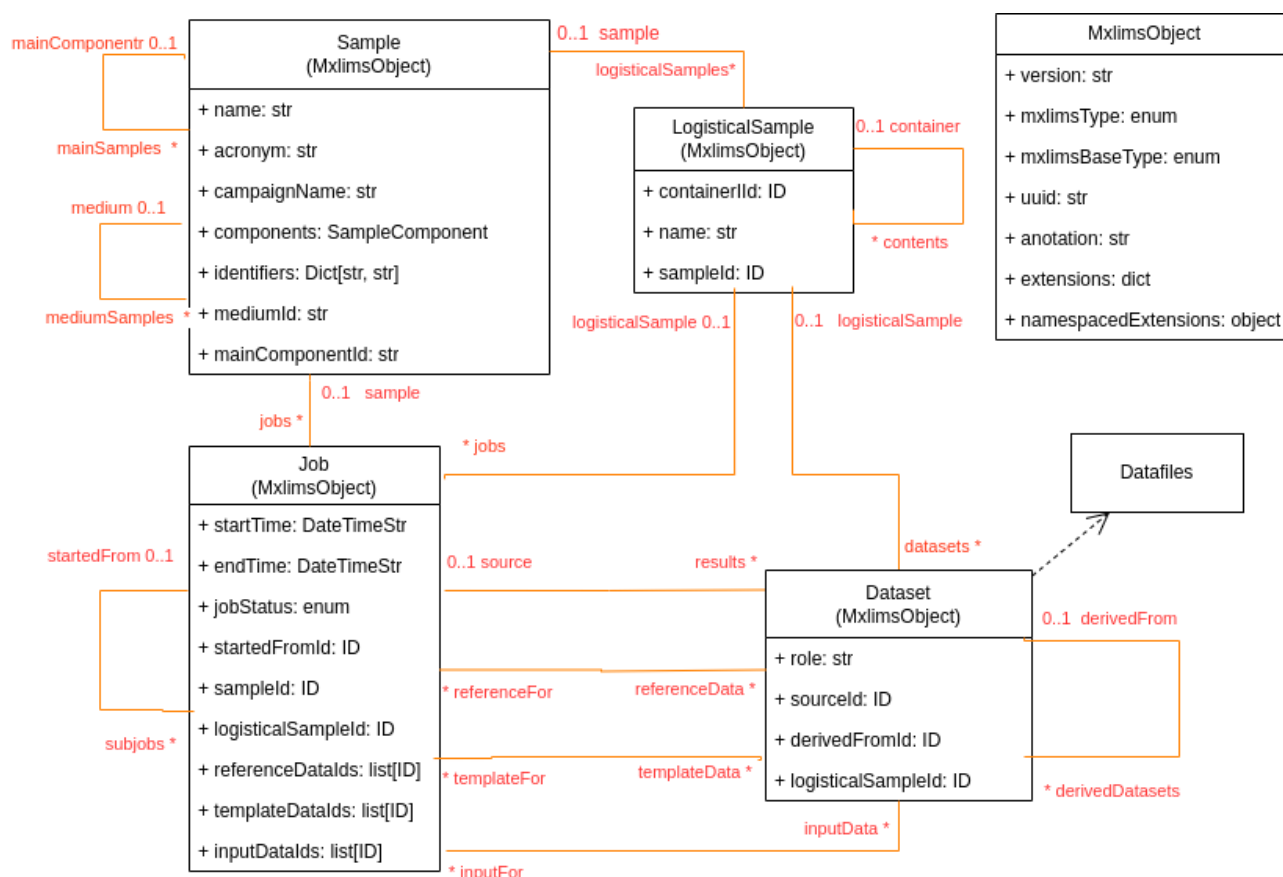 mainComponentr 0..1
mainSamples *
medium 0..1
mediumSamples *
Sample
(MxlimsObject)
+ name: str
+ acronym: str
+ campaignName: str
+ components: SampleComponent
+ identifiers: Dict[str, str]
+ mediumId: str
+ mainComponentId: str
0..1 sample
logisticalSamples*
LogisticalSample
(MxlimsObject)
+ containerIId: ID
+ name: str
+ sampleId: ID
0..1 container
* contents
MxlimsObject
+ version: str
+ mxlimsType: enum
+ mxlimsBaseType: enum
+ uuid: str
+ anotation: str
+ extensions: dict
+ namespacedExtensions: object
logisticalSample 0..1
0..1 logisticalSample
0..1 sample
jobs *
* jobs
Job
(MxlimsObject)
+ startTime: DateTimeStr
+ endTime: DateTimeStr
+ jobStatus: enum
+ startedFromId: ID
+ sampleId: ID
+ logisticalSampleId: ID
+ referenceDataIds: list[ID]
+ templateDataIds: list[ID]
+ inputDataIds: list[ID]
startedFrom 0..1
subjobs *
0..1 source
results *
* referenceFor
referenceData *
* templateFor
templateData *
* inputFor
inputData *
datasets *
Datafiles
Dataset
(MxlimsObject)
+ role: str
+ sourceId: ID
+ derivedFromId: ID
+ logisticalSampleId: ID
0..1 derivedFrom
* derivedDatasets